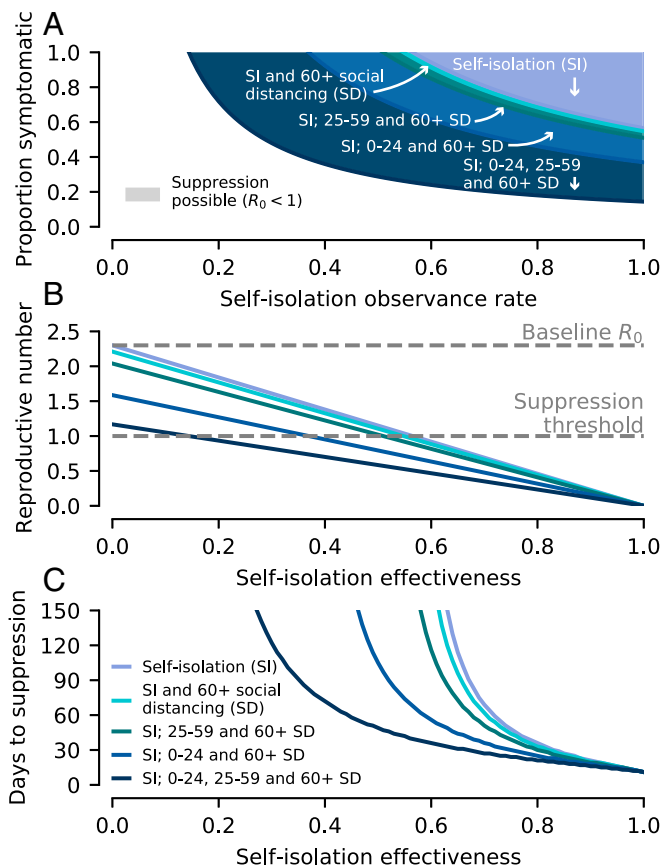 A
Proportion symptomatic
1.0
0.8
0.6
0.4
0.2
0.0
SI and 60+ social
distancing (SD)
Self-isolation (SI)
SI; 25-59 and 60+ SD
SI; 0-24 and 60+ SD
SI; 0-24, 25-59
and 60+ SD
Suppression
possible (R0 < 1)
0.0 0.2 0.4 0.6 0.8 1.0
Self-isolation observance rate
B
Reproductive number
2.5
2.0
1.5
1.0
0.5
0.0
Baseline R0
Suppression
threshold
0.0 0.2 0.4 0.6 0.8 1.0
Self-isolation effectiveness
C
Days to suppression
150
120
90
60
30
0
Self-isolation (SI)
SI and 60+ social
distancing (SD)
SI; 25-59 and 60+ SD
SI; 0-24 and 60+ SD
SI; 0-24, 25-59 and 60+ SD
0.0 0.2 0.4 0.6 0.8 1.0
Self-isolation effectiveness